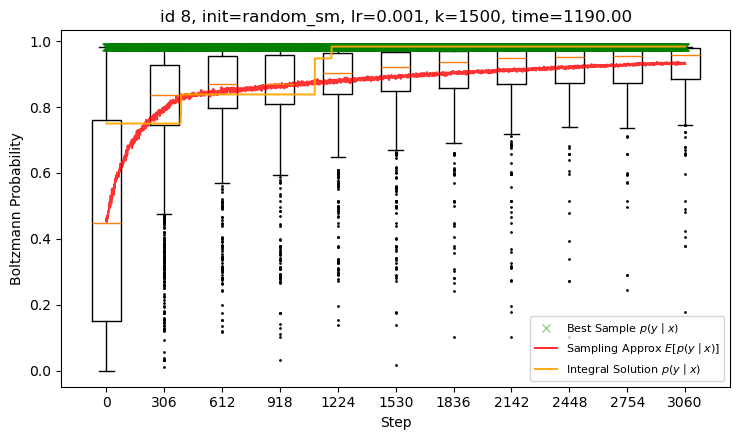 id 8, init=random_sm, lr=0.001, k=1500, time=1190.00
Boltzmann Probability
1.0
0.8
0.6
0.4
0.2
0.0
Best Sample p(y | x)
Sampling Approx E[p(y | x)]
Integral Solution p(y | x)
0 306 612 918 1224 1530 1836 2142 2448 2754 3060
Step